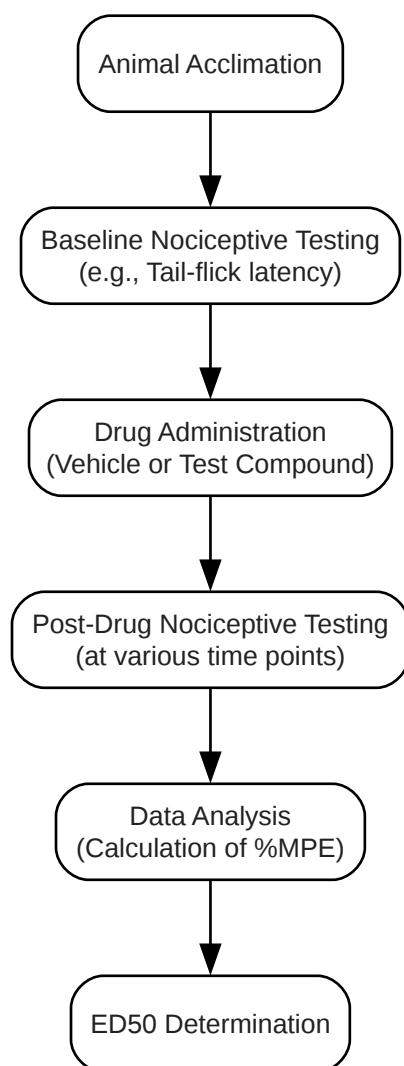 Animal Acclimation
Baseline Nociceptive Testing
(e.g., Tail-flick latency)
Drug Administration
(Vehicle or Test Compound)
Post-Drug Nociceptive Testing
(at various time points)
Data Analysis
(Calculation of %MPE)
ED50 Determination